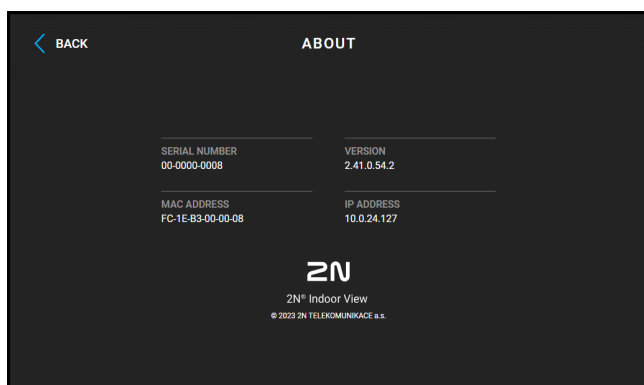 BACK
ABOUT
SERIAL NUMBER
00-0000-0008
VERSION
2.41.0.54.2
MAC ADDRESS
FC-1E-B3-00-00-08
IP ADDRESS
10.0.24.127
2N
2N® Indoor View
© 2023 2N TELEKOMUNIKACE a.s.